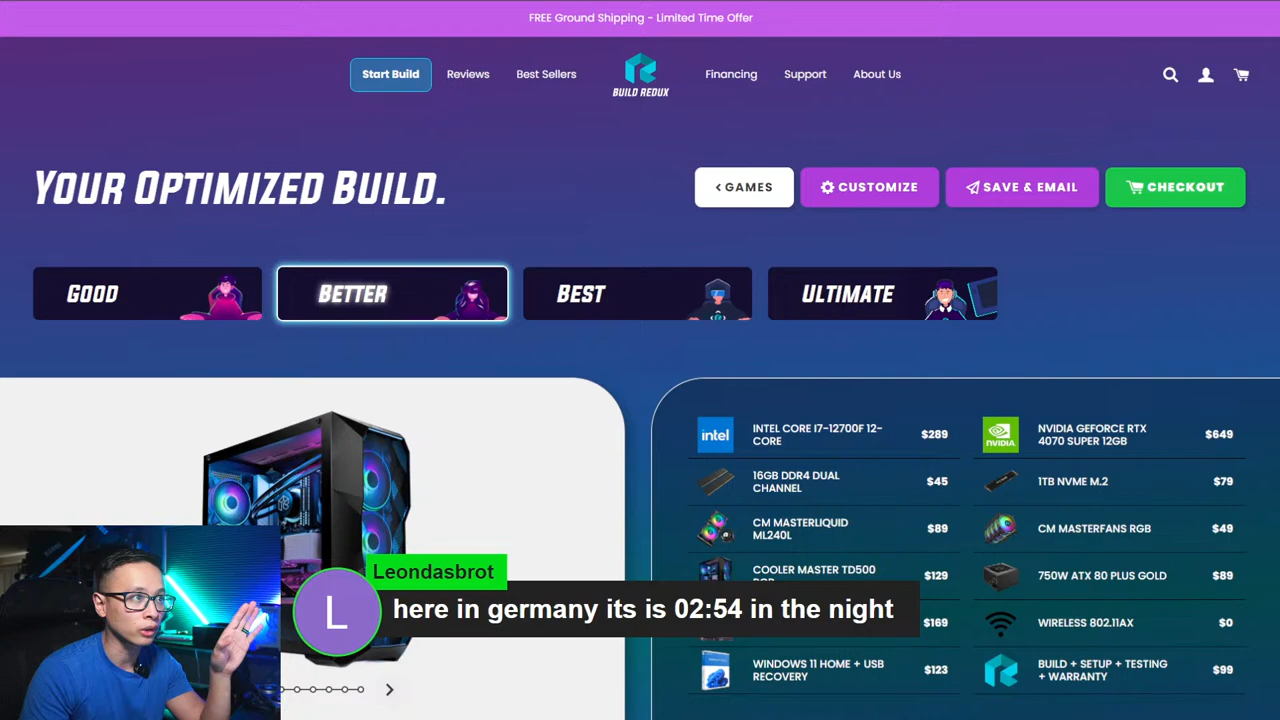 FREE Ground Shipping - Limited Time Offer
Start Build
Reviews
Best Sellers
BUILD REDUX
Financing
Support
About Us
YOUR OPTIMIZED BUILD.
< GAMES
CUSTOMIZE
SAVE & EMAIL
CHECKOUT
GOOD
BETTER
BEST
ULTIMATE
intel
INTEL CORE I7-12700F 12-
CORE
$289
NVIDIA
NVIDIA GEFORCE RTX
4070 SUPER 12GB
$649
16GB DDR4 DUAL
CHANNEL
$45
1TB NVME M.2
$79
CM MASTERLIQUID
ML240L
$89
CM MASTERFANS RGB
$49
COOLER MASTER TD500
$129
750W ATX 80 PLUS GOLD
$89
$169
WIRELESS 802.11AX
$0
WINDOWS 11 HOME + USB
RECOVERY
$123
BUILD + SETUP + TESTING
+ WARRANTY
$99
Leondasbrot
L
here in germany its is 02:54 in the night